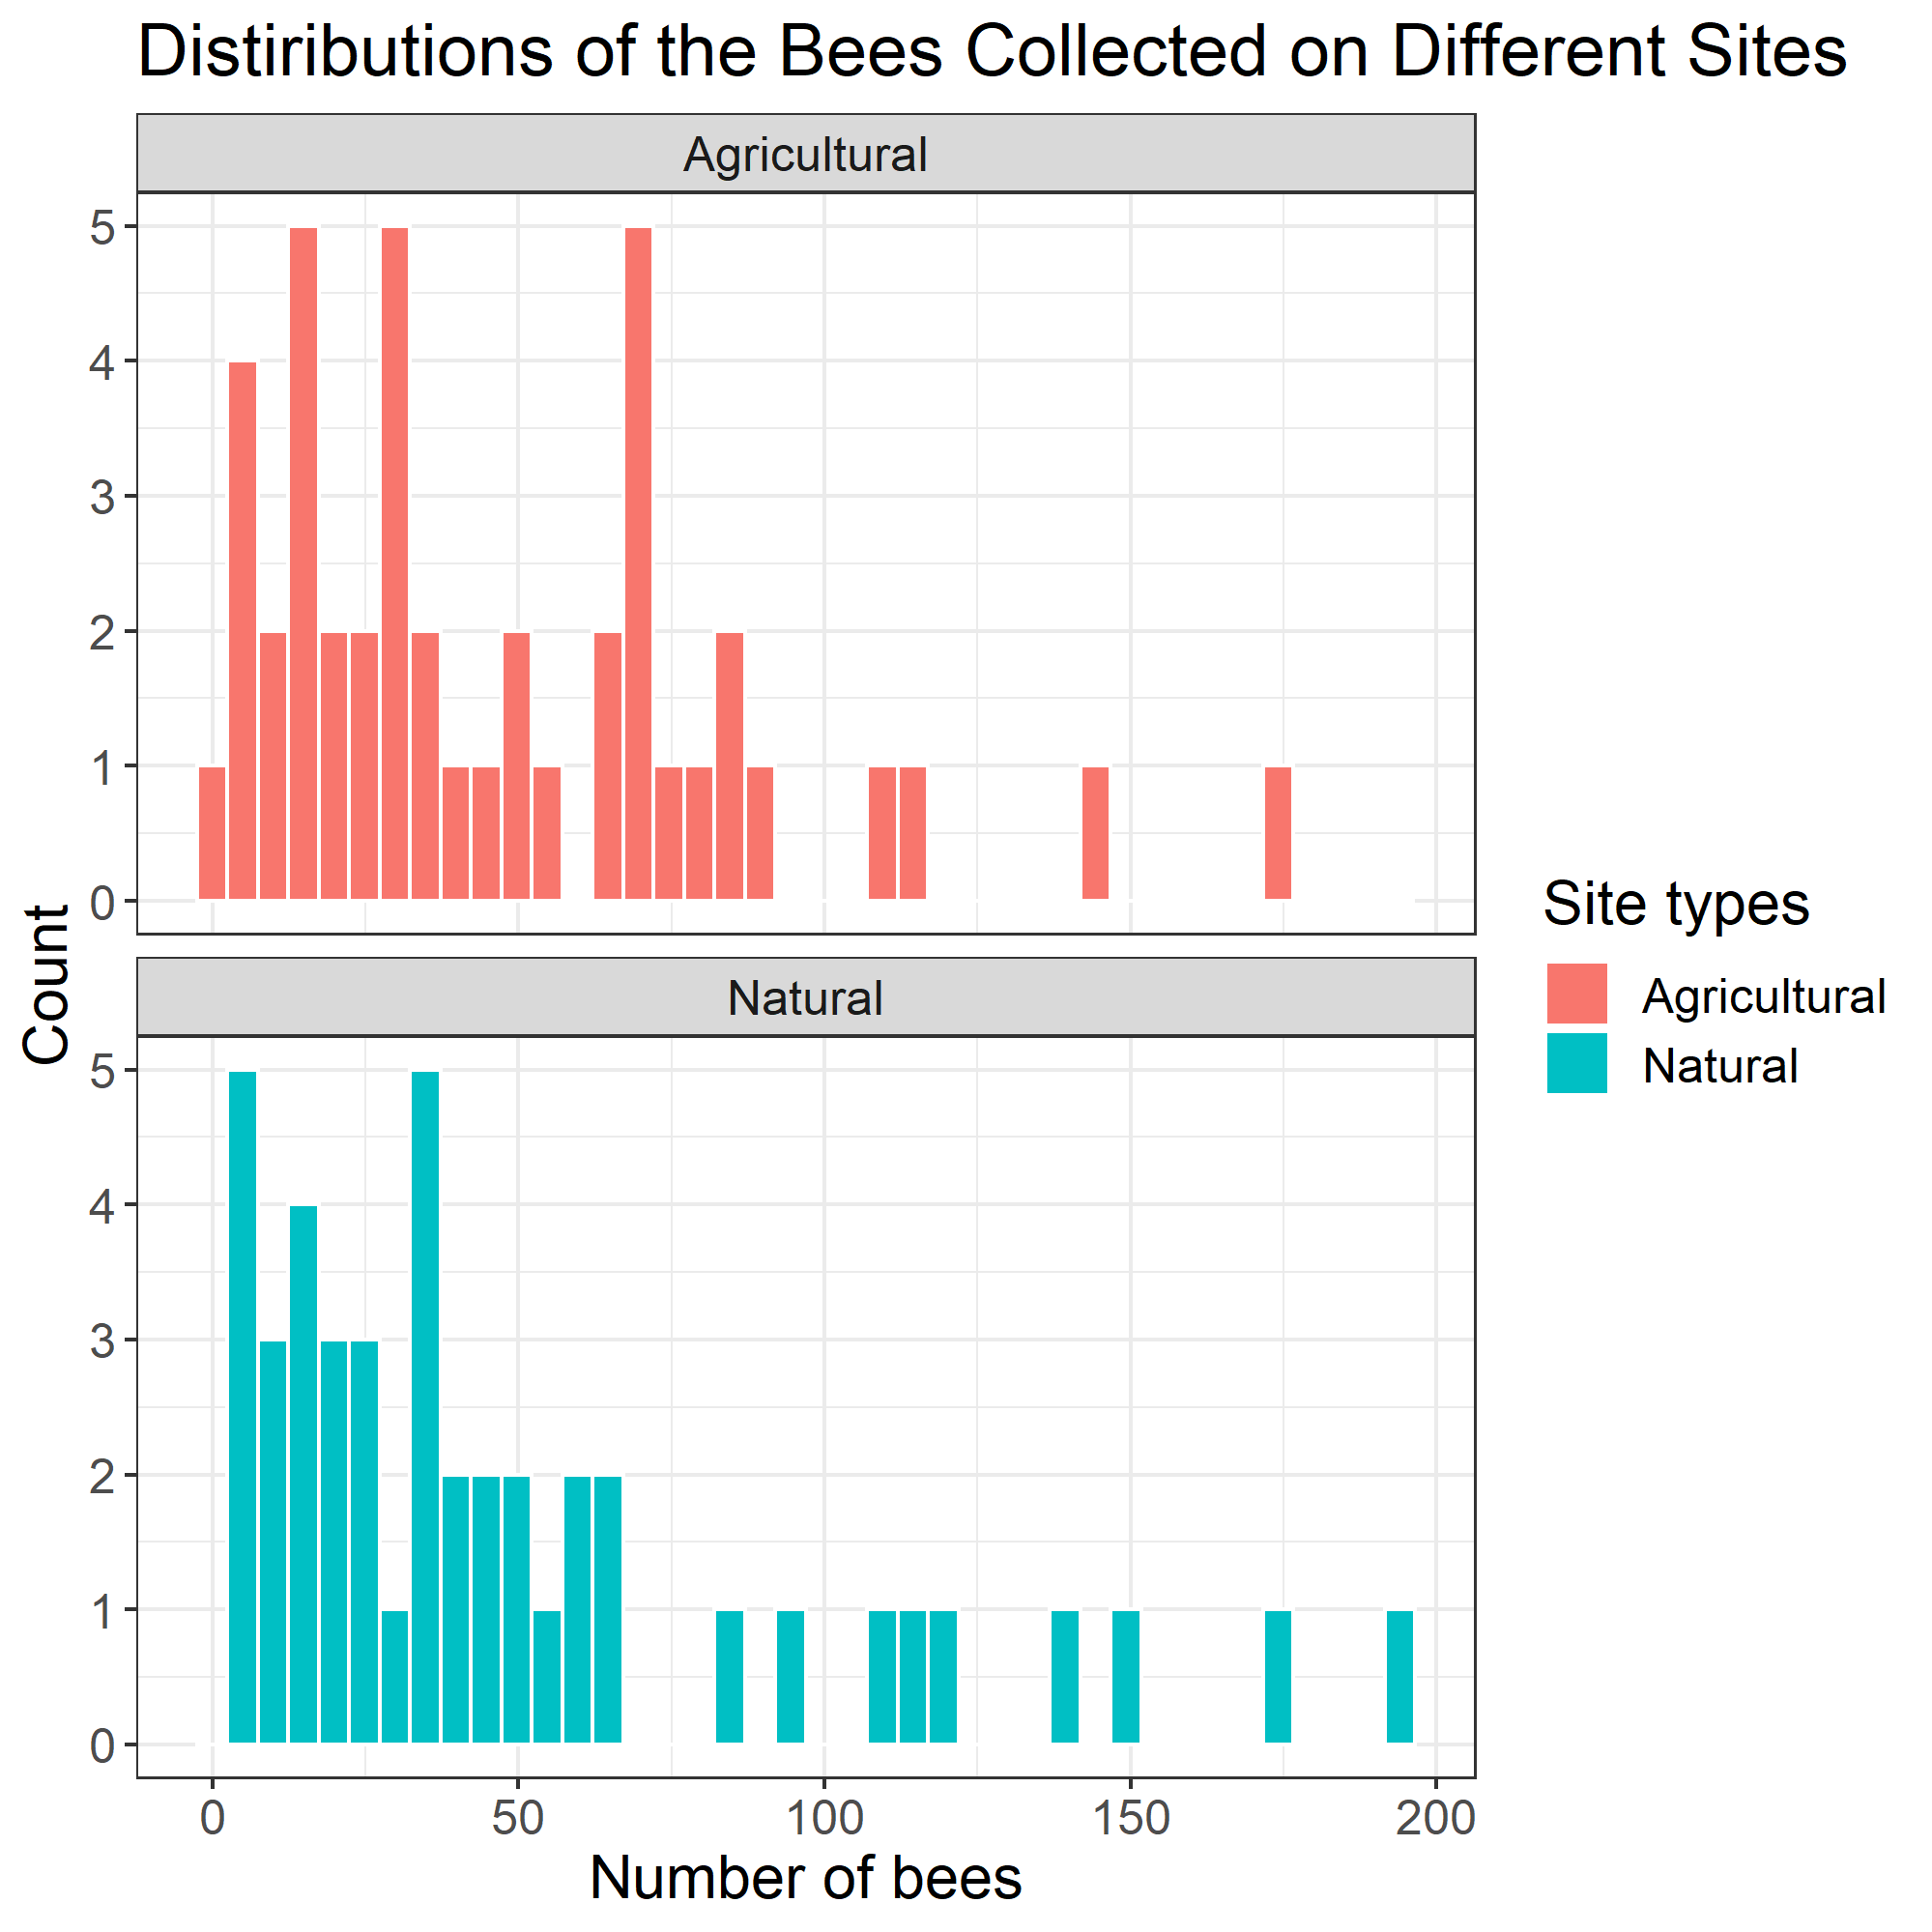 Distiributions of the Bees Collected on Different Sites
Agricultural
5
4
3
2
1
0
Count
Natural
5
4
3
2
1
0
0 50 100 150 200
Number of bees
Site types
Agricultural
Natural